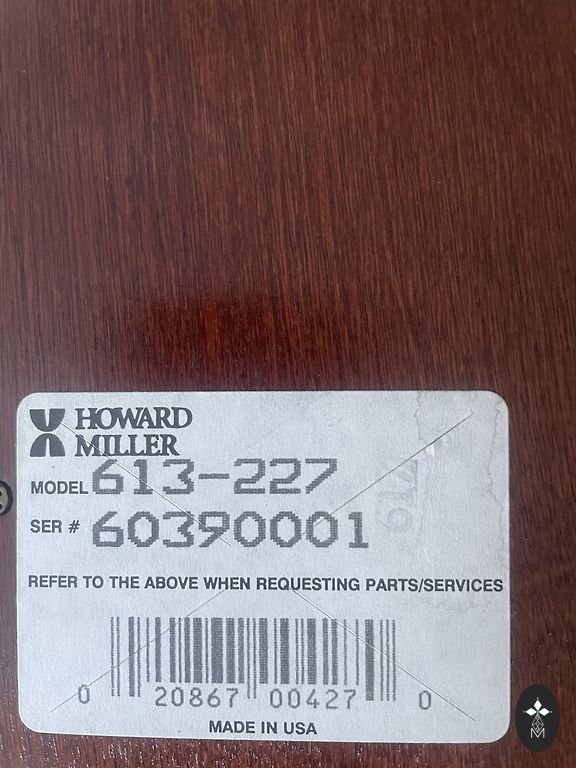 HOWARD
MILLER
MODEL 613-227
SER # 60390001
REFER TO THE ABOVE WHEN REQUESTING PARTS/SERVICES
0 20867 00427 0
MADE IN USA